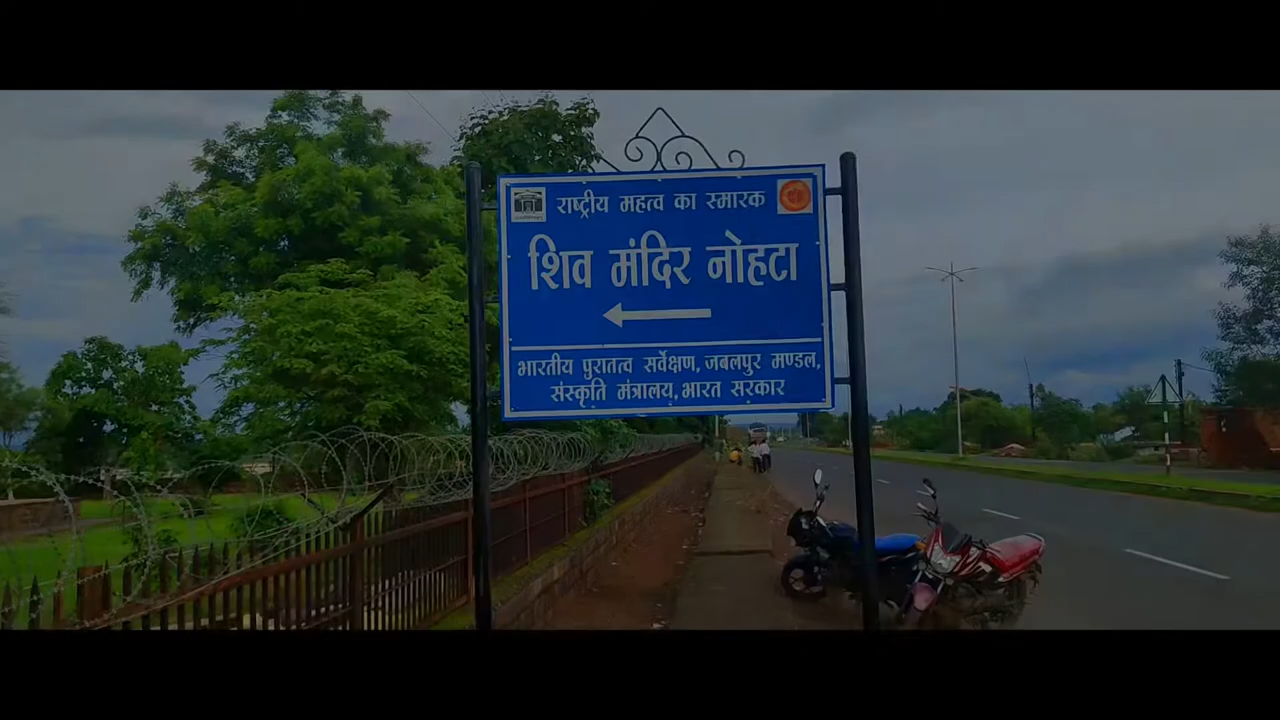 राष्ट्रीय महत्व का स्मारक
शिव मंदिर नोहटा
भारतीय पुरातत्व सर्वेक्षण, जबलपुर मण्डल,
संस्कृति मंत्रालय, भारत सरकार